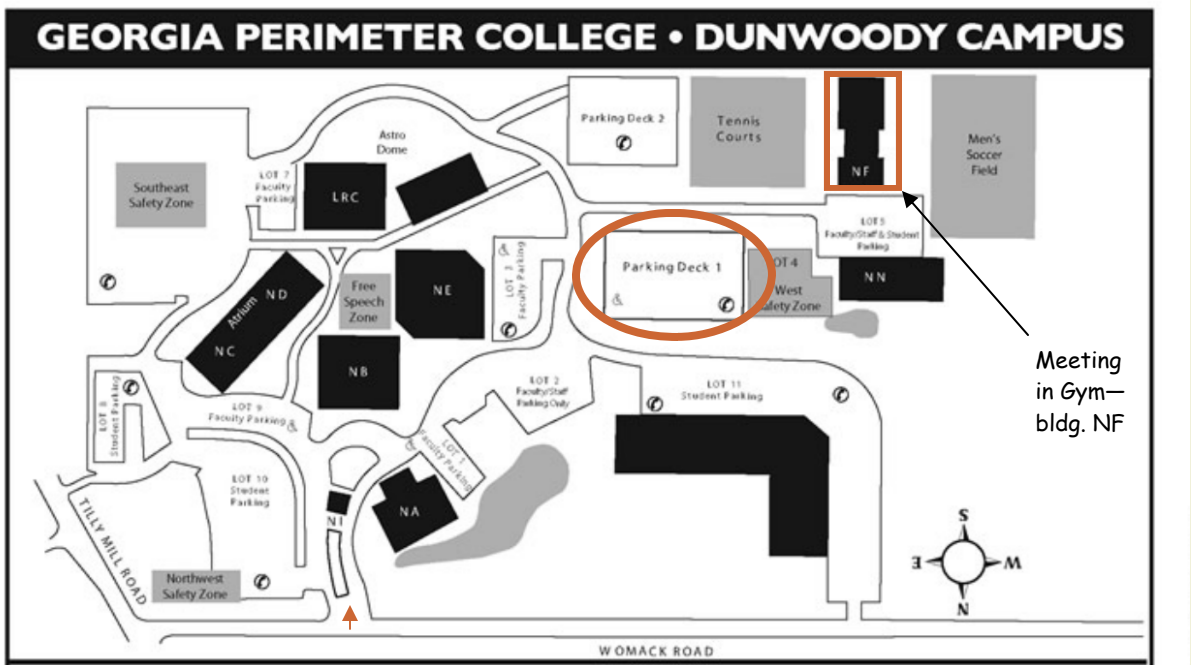 GEORGIA PERIMETER COLLEGE • DUNWOODY CAMPUS
Parking Deck 2
Tennis
Courts
NF
Men's
Soccer
Field
Astro
Dome
LOT 7
Faculty
Parking
LRC
Southeast
Safety Zone
LOT 5
Faculty/Staff & Student
Parking
Parking Deck 1
LOT 4
West
Safety Zone
NN
LOT 3
Faculty Parking
NE
Free
Speech
Zone
ND
Atrium
NC
NB
Meeting
in Gym—
bldg. NF
LOT 2
Faculty/Staff
Parking Only
LOT 11
Student Parking
LOT 8
Student Parking
LOT 9
Faculty Parking
LOT 1
Faculty Parking
LOT 10
Student
Parking
NA
NI
TILLY MILL ROAD
Northwest
Safety Zone
S
E
W
N
WOMACK ROAD